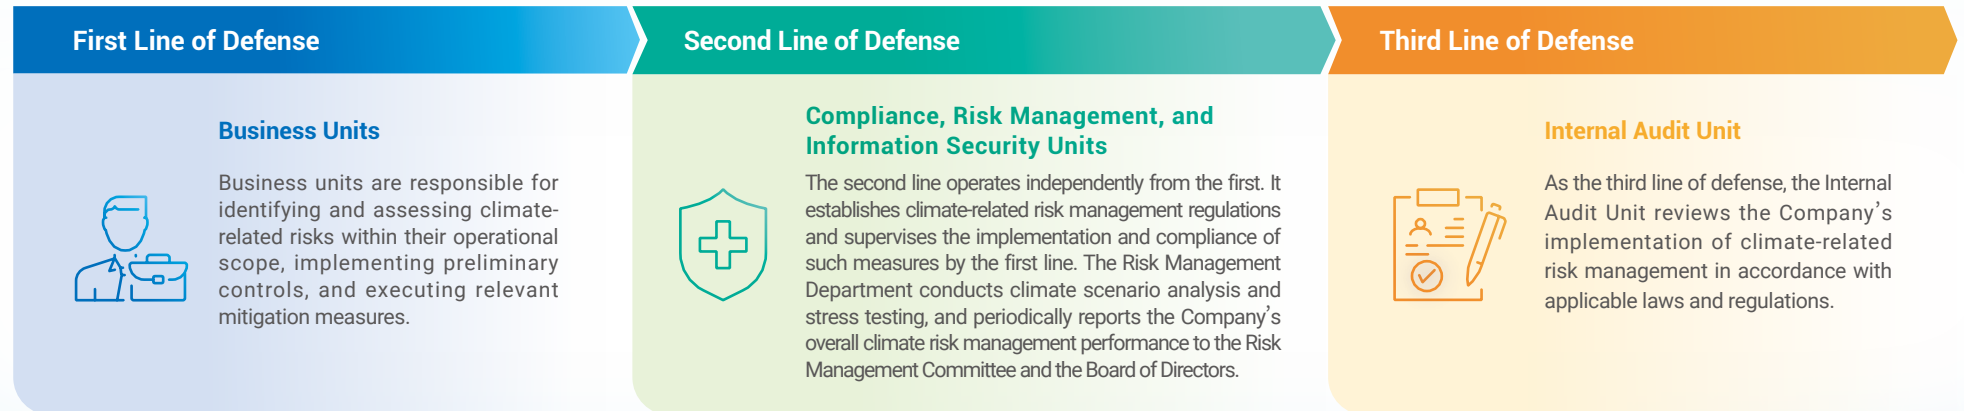 First Line of Defense
Business Units
Business units are responsible for
identifying and assessing climate-
related risks within their operational
scope, implementing preliminary
controls, and executing relevant
mitigation measures.
Second Line of Defense
Compliance, Risk Management, and
Information Security Units
The second line operates independently from the first. It
establishes climate-related risk management regulations
and supervises the implementation and compliance of
such measures by the first line. The Risk Management
Department conducts climate scenario analysis and
stress testing, and periodically reports the Company’s
overall climate risk management performance to the Risk
Management Committee and the Board of Directors.
Third Line of Defense
Internal Audit Unit
As the third line of defense, the Internal
Audit Unit reviews the Company’s
implementation of climate-related
risk management in accordance with
applicable laws and regulations.